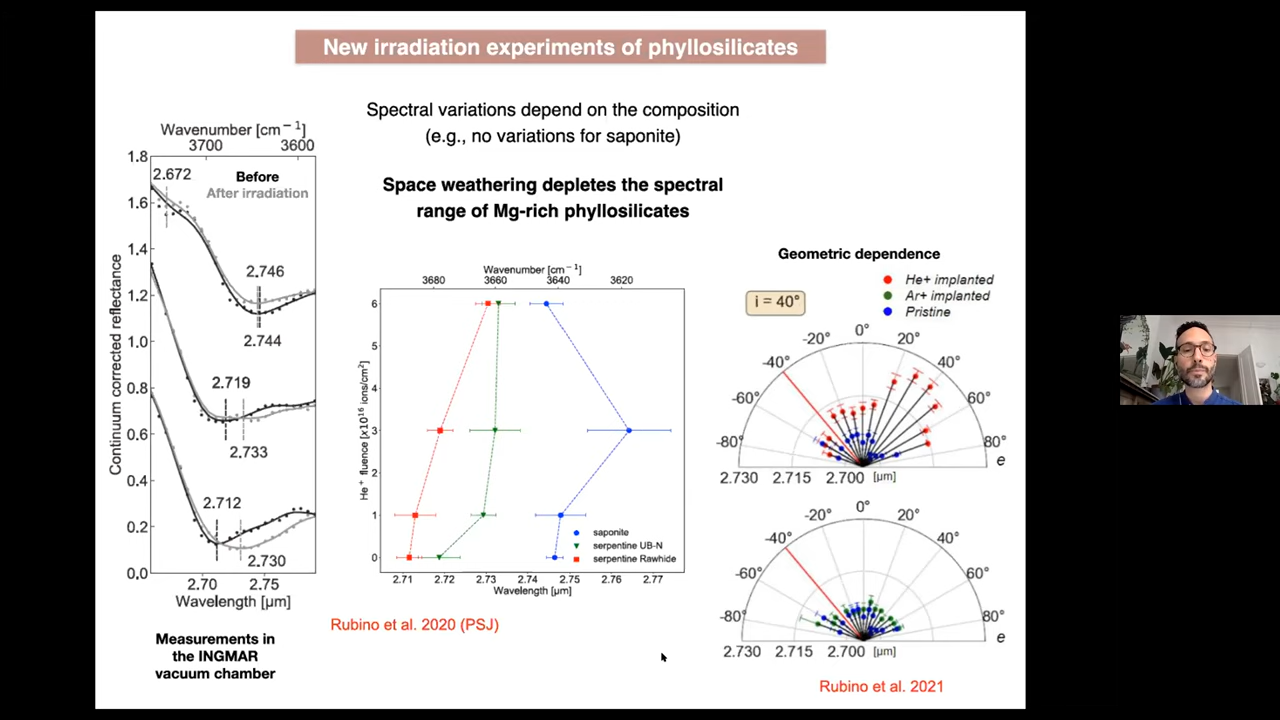 New irradiation experiments of phyllosilicates
Spectral variations depend on the composition
(e.g., no variations for saponite)
Space weathering depletes the spectral
range of Mg-rich phyllosilicates
Wavenumber [cm⁻¹]
3700 3600
1.8
1.6
1.4
1.2
1.0
0.8
0.6
0.4
0.2
0.0
Continuum corrected reflectance
Before
After irradiation
2.672
2.746
2.744
2.719
2.733
2.712
2.730
2.70 2.75
Wavelength [μm]
Measurements in
the INGMAR
vacuum chamber
Wavenumber [cm⁻¹]
3680 3660 3640 3620
6
5
4
3
2
1
0
He⁺ fluence [x10¹⁶ ions/cm²]
saponite
serpentine UB-N
serpentine Rawhide
2.71 2.72 2.73 2.74 2.75 2.76 2.77
Wavelength [μm]
Rubino et al. 2020 (PSJ)
Geometric dependence
He+ implanted
Ar+ implanted
Pristine
i = 40°
-80° -60° -40° -20° 0° 20° 40° 60° 80°
e
2.730 2.715 2.700 [μm]
-80° -60° -40° -20° 0° 20° 40° 60° 80°
e
2.730 2.715 2.700 [μm]
Rubino et al. 2021